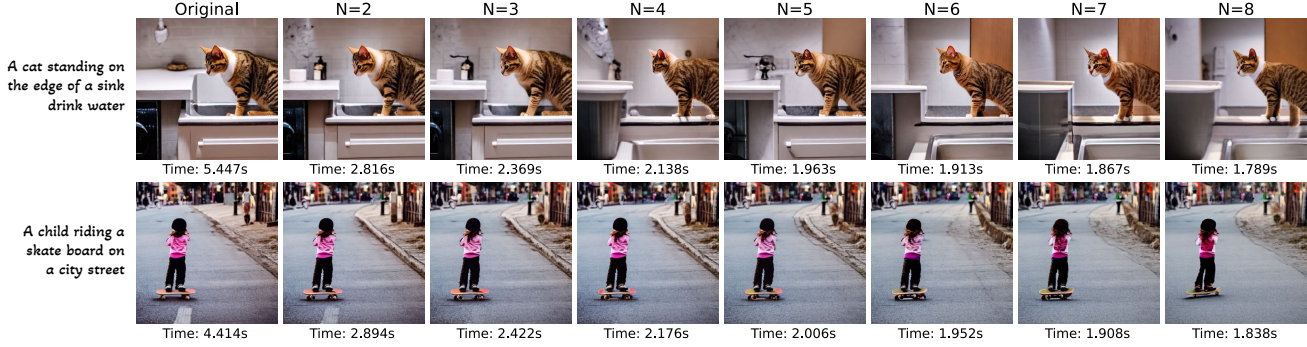 Original N=2 N=3 N=4 N=5 N=6 N=7 N=8
A cat standing on
the edge of a sink
drink water
Time: 5.447s Time: 2.816s Time: 2.369s Time: 2.138s Time: 1.963s Time: 1.913s Time: 1.867s Time: 1.789s
A child riding a
skate board on
a city street
Time: 4.414s Time: 2.894s Time: 2.422s Time: 2.176s Time: 2.006s Time: 1.952s Time: 1.908s Time: 1.838s